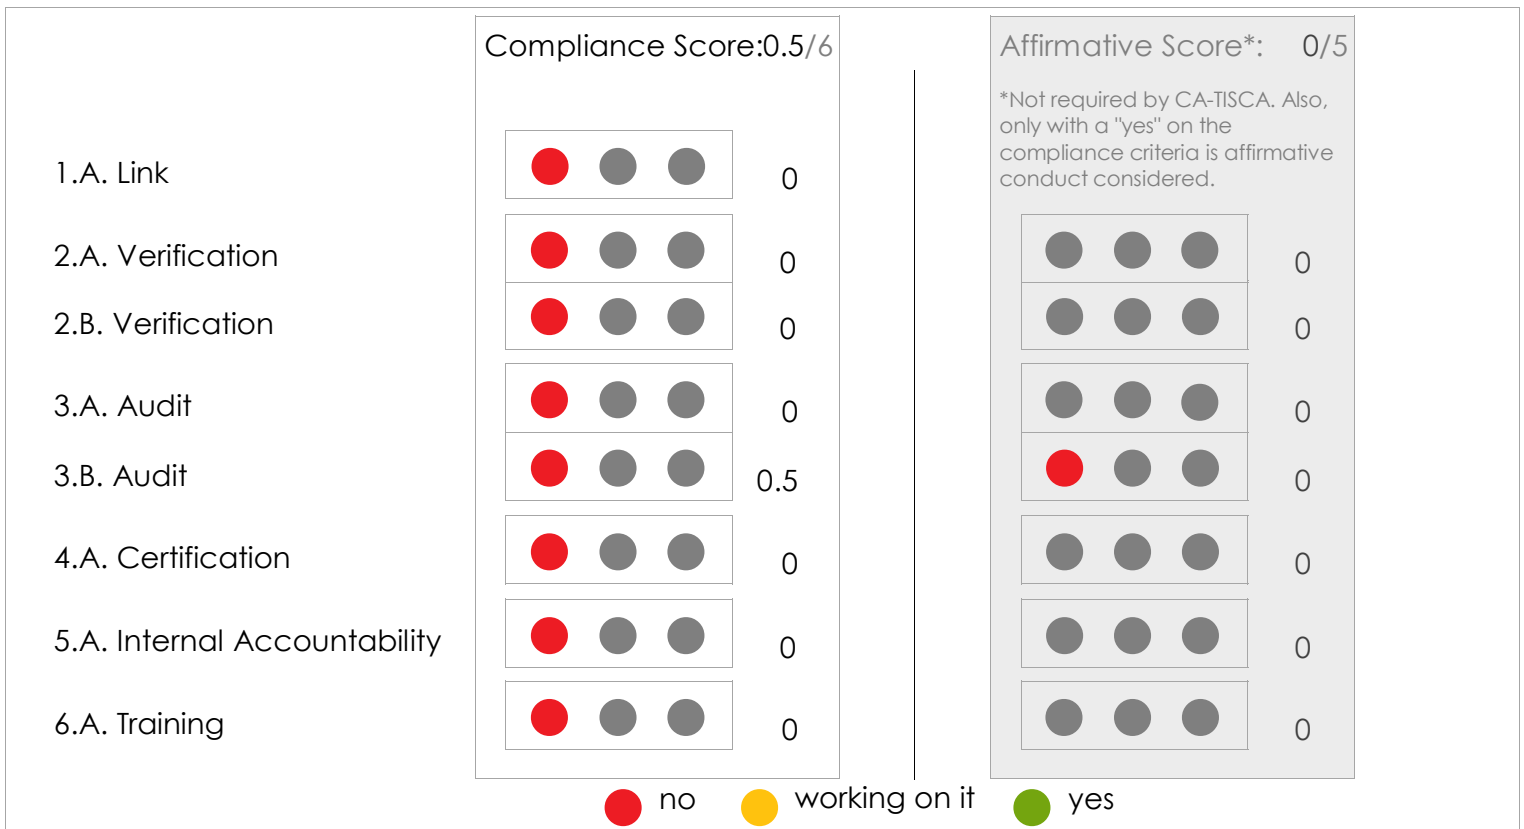 Compliance Score:0.5/6
Affirmative Score*: 0/5
*Not required by CA-TISCA. Also,
only with a "yes" on the
compliance criteria is affirmative
conduct considered.
1.A. Link 0
2.A. Verification 0 0
2.B. Verification 0 0
3.A. Audit 0 0
3.B. Audit 0.5 0
4.A. Certification 0 0
5.A. Internal Accountability 0 0
6.A. Training 0 0
no working on it yes